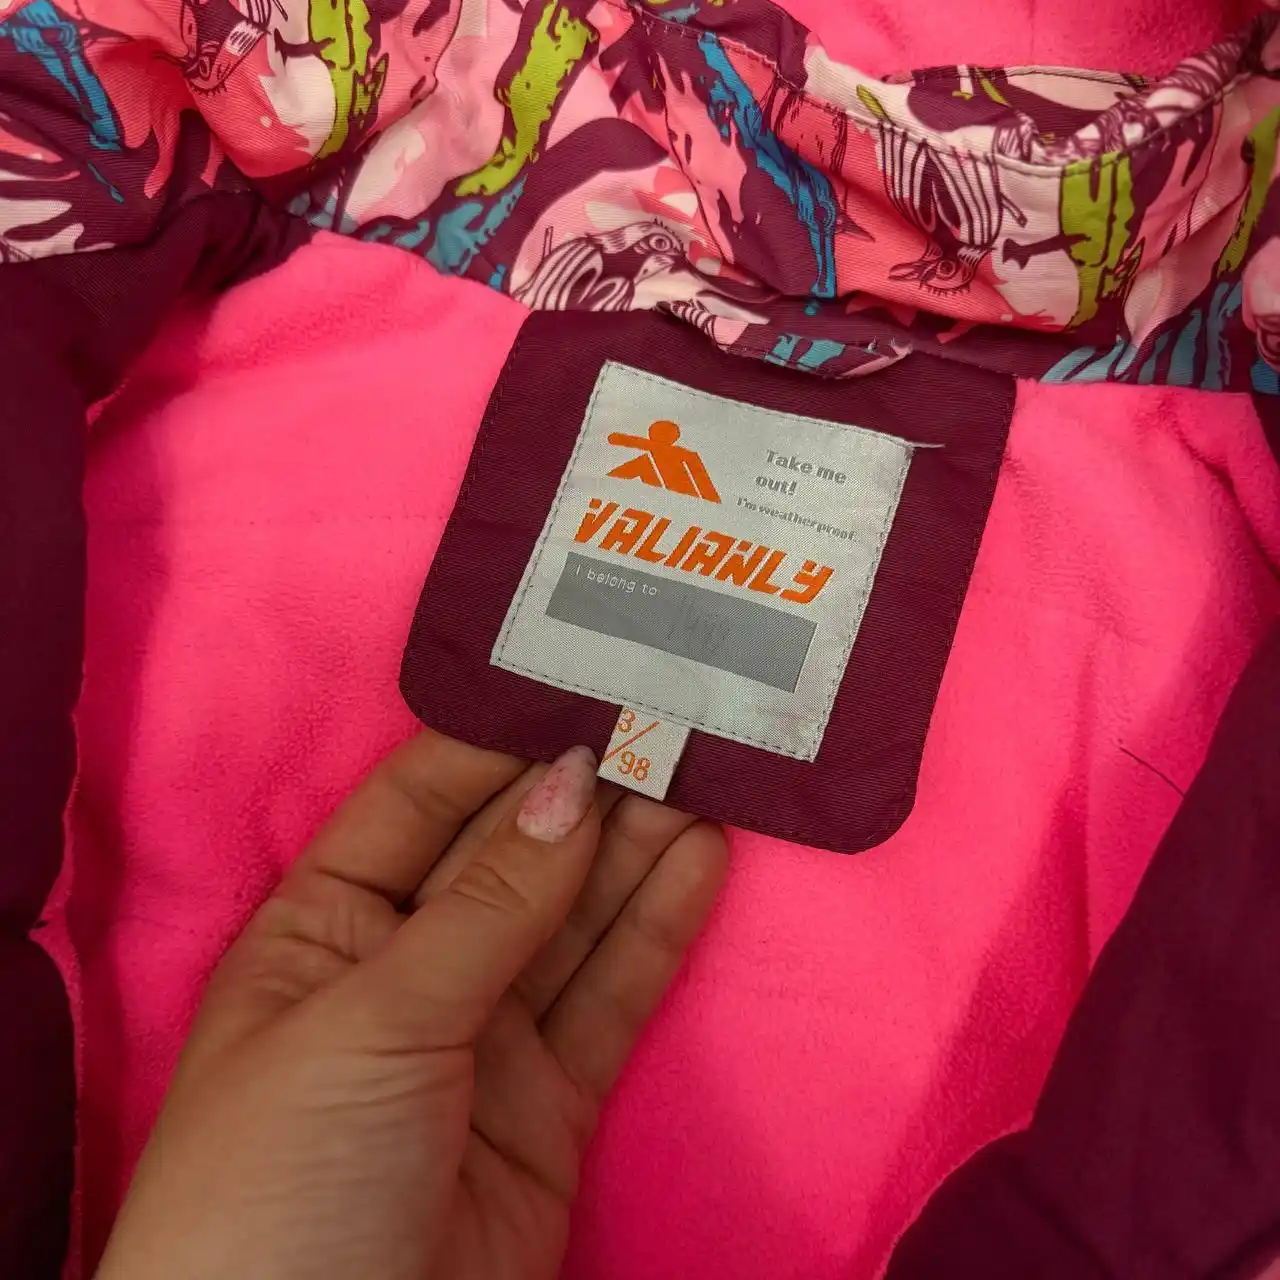 Take me
out!
I'm weatherproof.
VALIANLY
I belong to
3/
98